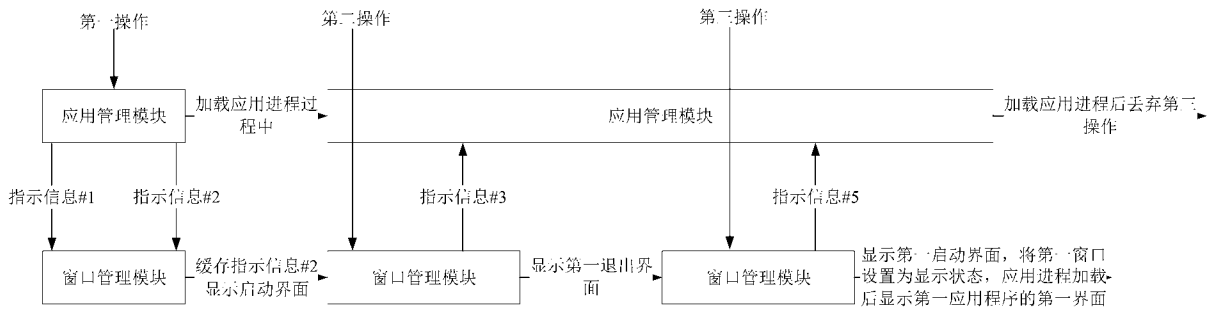 第一操作
第二操作
第三操作
应用管理模块
加载应用进程过
程中
应用管理模块
加载应用进程后丢弃第三
操作
指示信息#1
指示信息#2
指示信息#3
指示信息#5
窗口管理模块
缓存指示信息#2
显示启动界面
窗口管理模块
显示第一退出界
面
窗口管理模块
显示第一启动界面，将第一窗口
设置为显示状态，应用进程加载
后显示第一应用程序的第一界面